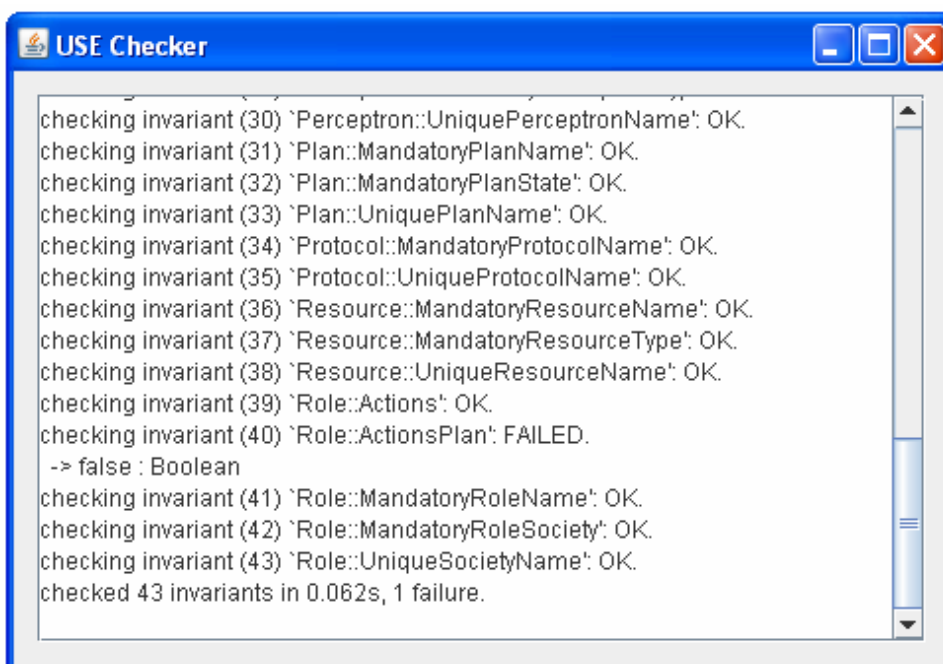 USE Checker
checking invariant (30) `Perceptron::UniquePerceptronName': OK.
checking invariant (31) `Plan::MandatoryPlanName': OK.
checking invariant (32) `Plan::MandatoryPlanState': OK.
checking invariant (33) `Plan::UniquePlanName': OK.
checking invariant (34) `Protocol::MandatoryProtocolName': OK.
checking invariant (35) `Protocol::UniqueProtocolName': OK.
checking invariant (36) `Resource::MandatoryResourceName': OK.
checking invariant (37) `Resource::MandatoryResourceType': OK.
checking invariant (38) `Resource::UniqueResourceName': OK.
checking invariant (39) `Role::Actions': OK.
checking invariant (40) `Role::ActionsPlan': FAILED.
-> false : Boolean
checking invariant (41) `Role::MandatoryRoleName': OK.
checking invariant (42) `Role::MandatoryRoleSociety': OK.
checking invariant (43) `Role::UniqueSocietyName': OK.
checked 43 invariants in 0.062s, 1 failure.